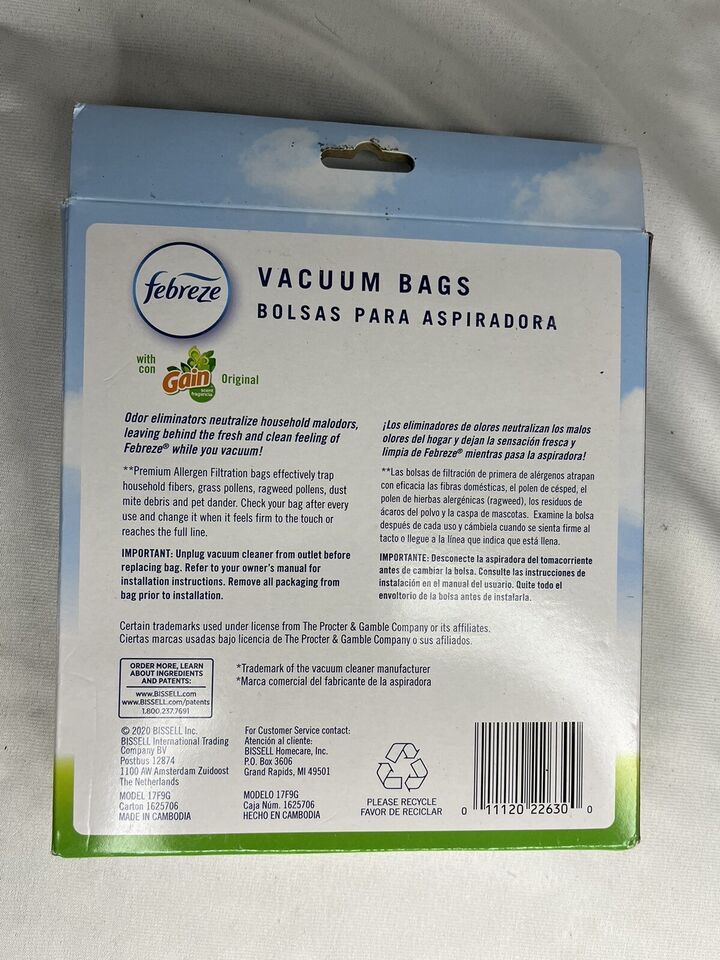 febreze
VACUUM BAGS
BOLSAS PARA ASPIRADORA
with
con
Gain
scent
fragancia
Original
Odor eliminators neutralize household malodors,
leaving behind the fresh and clean feeling of
Febreze® while you vacuum!
**Premium Allergen Filtration bags effectively trap
household fibers, grass pollens, ragweed pollens, dust
mite debris and pet dander. Check your bag after every
use and change it when it feels firm to the touch or
reaches the full line.
IMPORTANT: Unplug vacuum cleaner from outlet before
replacing bag. Refer to your owner's manual for
installation instructions. Remove all packaging from
bag prior to installation.
¡Los eliminadores de olores neutralizan los malos
olores del hogar y dejan la sensación fresca y
limpia de Febreze® mientras pasa la aspiradora!
**Las bolsas de filtración de primera de alérgenos atrapan
con eficacia las fibras domésticas, el polen de césped, el
polen de hierbas alergénicas (ragweed), los residuos de
ácaros del polvo y la caspa de mascotas. Examine la bolsa
después de cada uso y cámbiela cuando se sienta firme al
tacto o llegue a la línea que indica que está llena.
IMPORTANTE: Desconecte la aspiradora del tomacorriente
antes de cambiar la bolsa. Consulte las instrucciones de
instalación en el manual del usuario. Quite todo el
envoltorio de la bolsa antes de instalarla.
Certain trademarks used under license from The Procter & Gamble Company or its affiliates.
Ciertas marcas usadas bajo licencia de The Procter & Gamble Company o sus afiliados.
ORDER MORE, LEARN
ABOUT INGREDIENTS
AND PATENTS:
www.BISSELL.com
www.BISSELL.com/patents
1.800.237.7691
*Trademark of the vacuum cleaner manufacturer
*Marca comercial del fabricante de la aspiradora
© 2020 BISSELL Inc.
BISSELL International Trading
Company BV
Postbus 12874
1100 AW Amsterdam Zuidoost
The Netherlands
MODEL 17F9G
Carton 1625706
MADE IN CAMBODIA
For Customer Service contact:
Atención al cliente:
BISSELL Homecare, Inc.
P.O. Box 3606
Grand Rapids, MI 49501
MODELO 17F9G
Caja Núm. 1625706
HECHO EN CAMBODIA
PLEASE RECYCLE
FAVOR DE RECICLAR
0 11120 22630 0